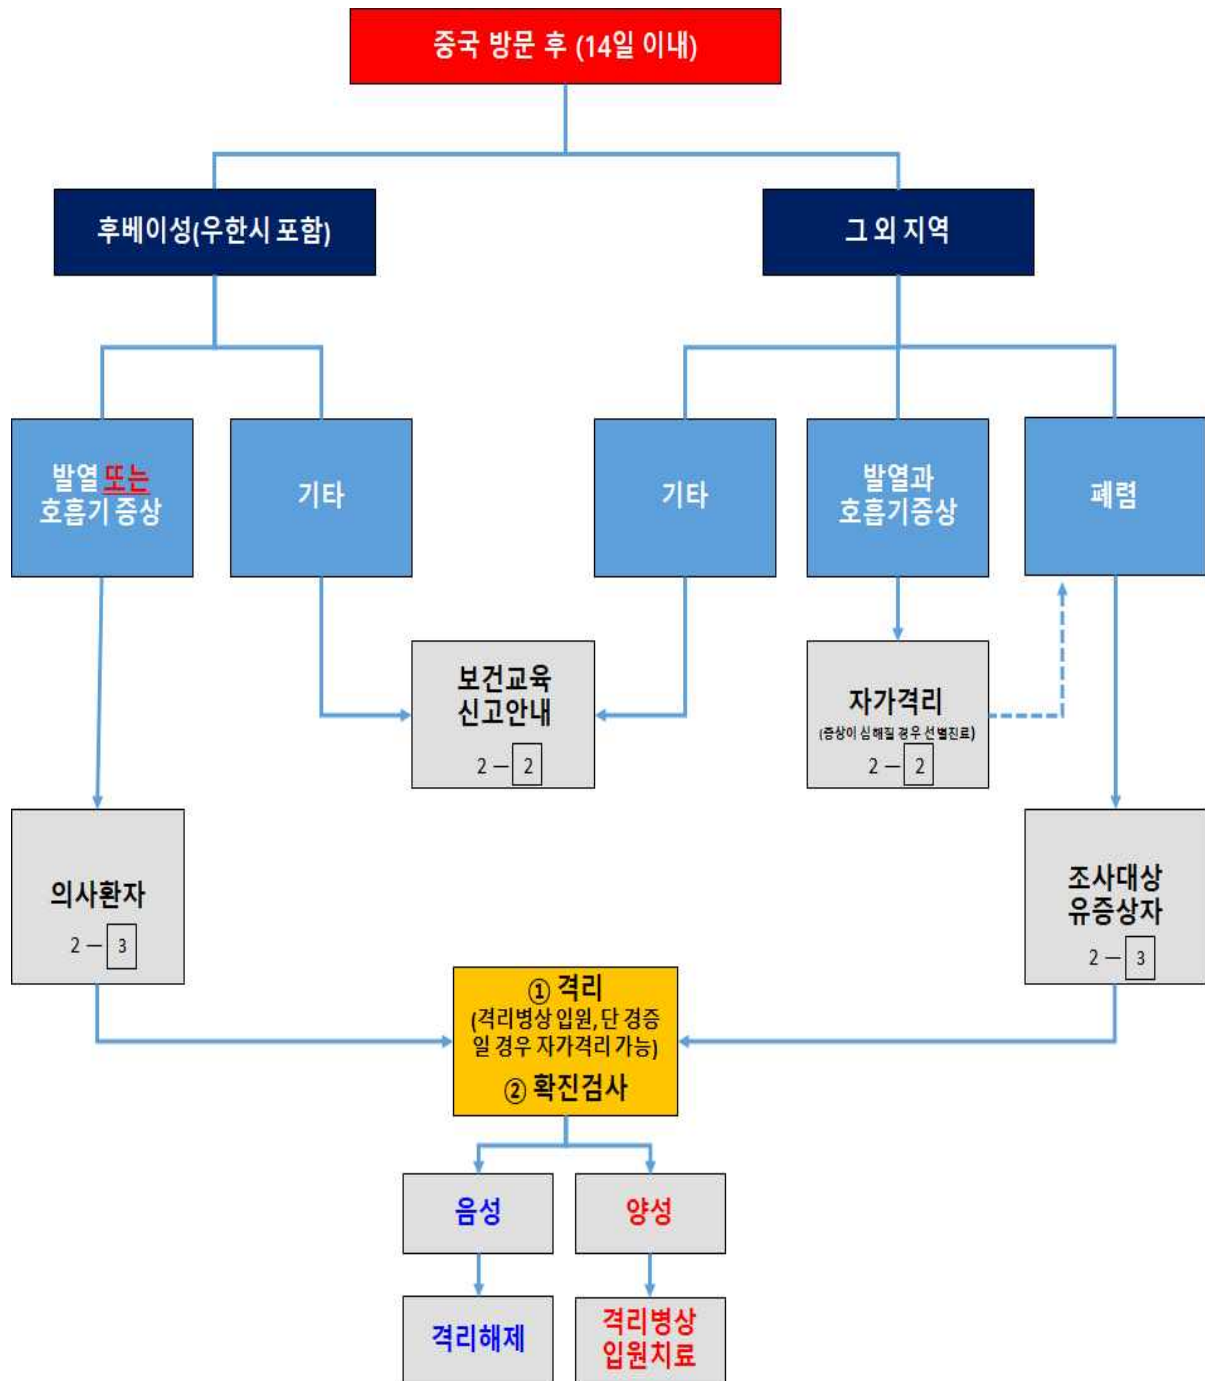 중국 방문 후 (14일 이내)
후베이성(우한시 포함)
그 외 지역
발열 또는
호흡기 증상
기타
기타
발열과
호흡기증상
폐렴
보건교육
신고안내
2 — 2
자가격리
(증상이 심해질 경우 선별진료)
2 — 2
의사환자
2 — 3
조사대상
유증상자
2 — 3
① 격리
(격리병상 입원, 단 경증
일 경우 자가격리 가능)
② 확진검사
음성
양성
격리해제
격리병상
입원치료